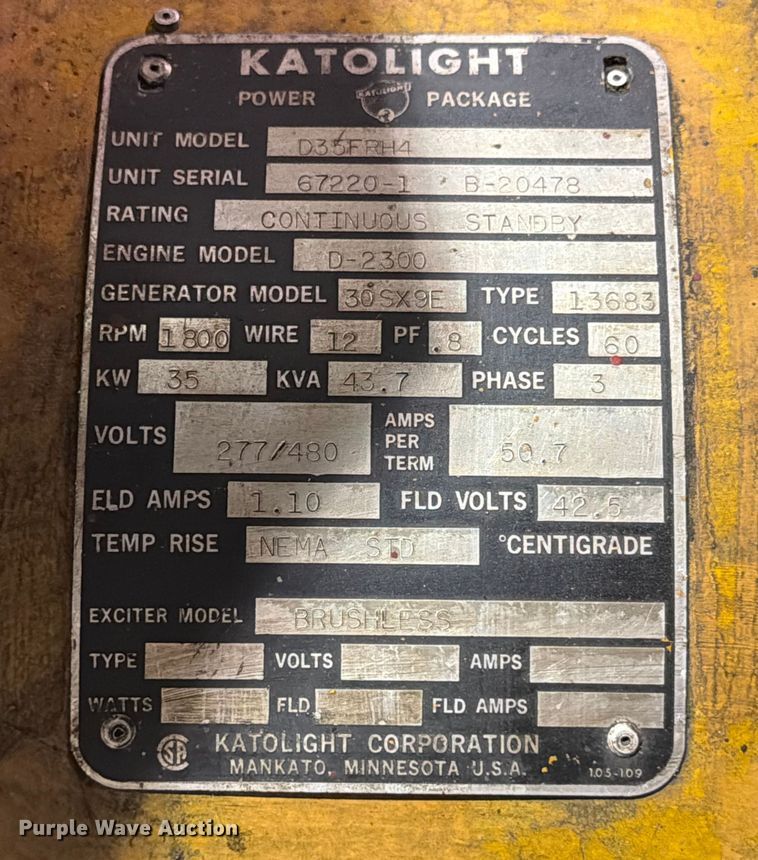 KATOLIGHT
POWER KATOLIGHT PACKAGE
UNIT MODEL D35FRH4
UNIT SERIAL 67220-1 B-20478
RATING CONTINUOUS STANDBY
ENGINE MODEL D-2300
GENERATOR MODEL 30SX9E TYPE 13683
RPM 1800 WIRE 12 PF .8 CYCLES 60
KW 35 KVA 43.7 PHASE 3
VOLTS 277/480 AMPS PER TERM 50.7
FLD AMPS 1.10 FLD VOLTS 42.5
TEMP RISE NEMA STD °CENTIGRADE
EXCITER MODEL BRUSHLESS
TYPE VOLTS AMPS
WATTS FLD FLD AMPS
SA KATOLIGHT CORPORATION
MANKATO, MINNESOTA U.S.A. 105-109
Purple Wave Auction